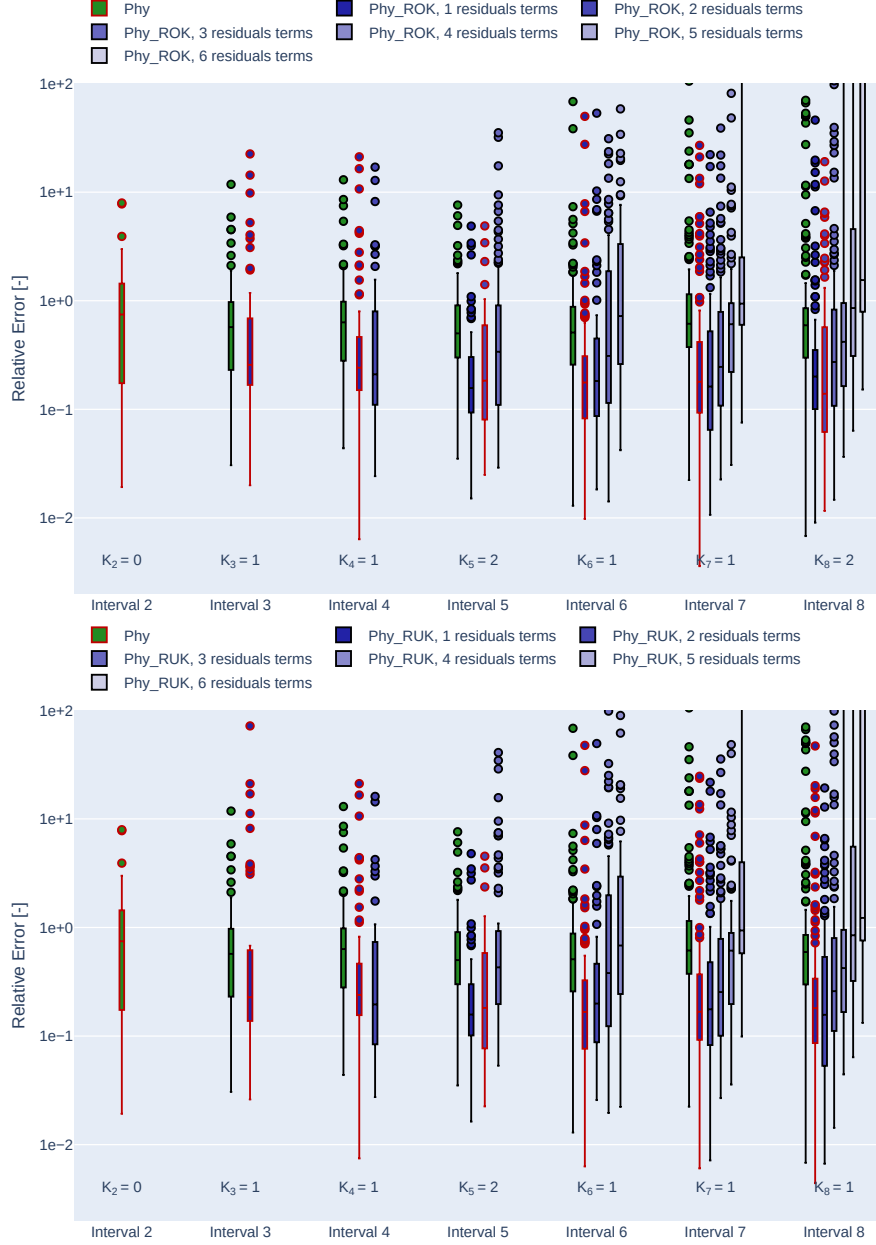 Phy Phy_ROK, 1 residuals terms Phy_ROK, 2 residuals terms
Phy_ROK, 3 residuals terms Phy_ROK, 4 residuals terms Phy_ROK, 5 residuals terms
Phy_ROK, 6 residuals terms
Relative Error [-]
1e+2
1e+1
1e+0
1e−1
1e−2
K₂ = 0 K₃ = 1 K₄ = 1 K₅ = 2 K₆ = 1 K₇ = 1 K₈ = 2
Interval 2 Interval 3 Interval 4 Interval 5 Interval 6 Interval 7 Interval 8
Phy Phy_RUK, 1 residuals terms Phy_RUK, 2 residuals terms
Phy_RUK, 3 residuals terms Phy_RUK, 4 residuals terms Phy_RUK, 5 residuals terms
Phy_RUK, 6 residuals terms
Relative Error [-]
1e+2
1e+1
1e+0
1e−1
1e−2
K₂ = 0 K₃ = 1 K₄ = 1 K₅ = 2 K₆ = 1 K₇ = 1 K₈ = 1
Interval 2 Interval 3 Interval 4 Interval 5 Interval 6 Interval 7 Interval 8